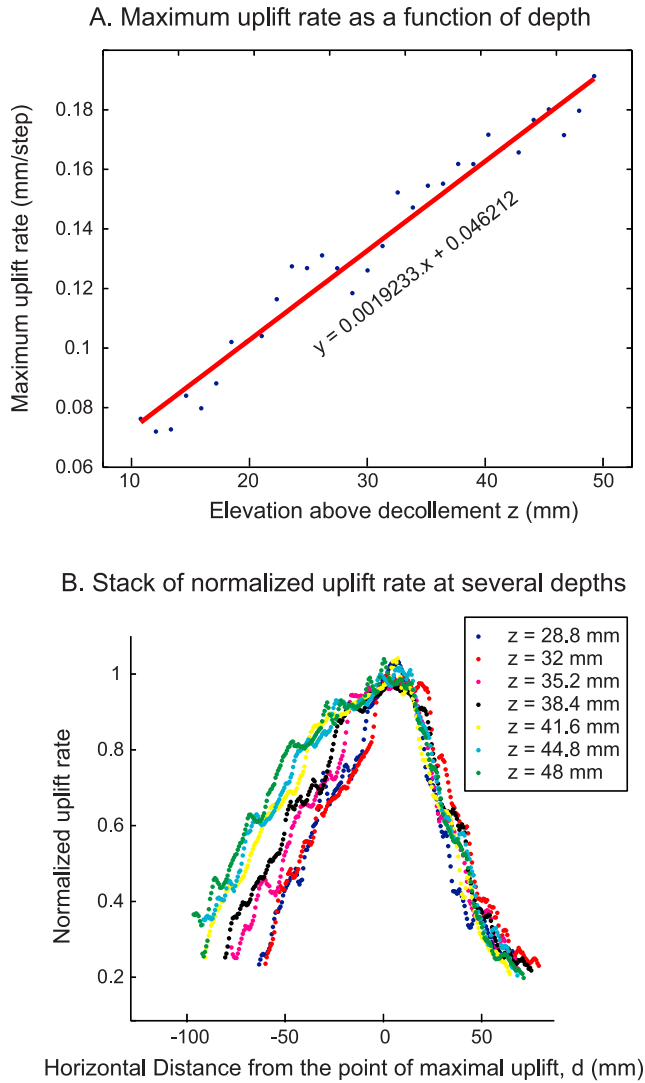 A. Maximum uplift rate as a function of depth
0.18
0.16
0.14
0.12
0.1
0.08
0.06
Maximum uplift rate (mm/step)
y = 0.0019233.x + 0.046212
10 20 30 40 50
Elevation above decollement z (mm)
B. Stack of normalized uplift rate at several depths
z = 28.8 mm
z = 32 mm
z = 35.2 mm
z = 38.4 mm
z = 41.6 mm
z = 44.8 mm
z = 48 mm
1
0.8
0.6
0.4
0.2
Normalized uplift rate
-100 -50 0 50
Horizontal Distance from the point of maximal uplift, d (mm)